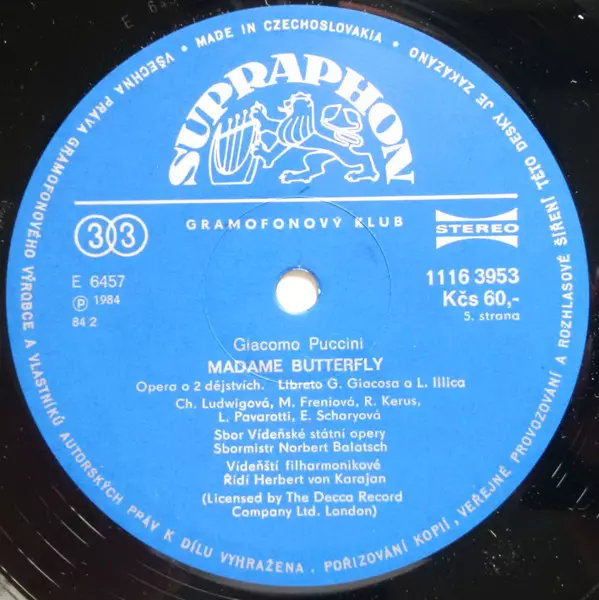 VŠECHNA PRÁVA GRAMOFONOVÉHO VÝROBCE A VLASTNÍKŮ AUTORSKÝCH PRÁV K DÍLU VYHRAŽENA . POŘIZOVÁNÍ KOPIÍ, VEŘEJNÉ PROVOZOVÁNÍ A ROZHLASOVÉ ŠÍŘENÍ TÉTO DESKY JE ZAKÁZÁNO
• MADE IN CZECHOSLOVAKIA •
SUPRAPHON
GRAMOFONOVÝ KLUB
33
STEREO
E 6457
Ⓟ 1984
84 2
1116 3953
Kčs 60,-
5. strana
Giacomo Puccini
MADAME BUTTERFLY
Opera o 2 dějstvích. Libreto G. Giacosa a L. Illica
Ch. Ludwigová, M. Freniová, R. Kerus,
L. Pavarotti, E. Scharyová
Sbor Vídeňské státní opery
Sbormistr Norbert Balatsch
Vídeňští filharmonikové
Řídí Herbert von Karajan
(Licensed by The Decca Record
Company Ltd. London)